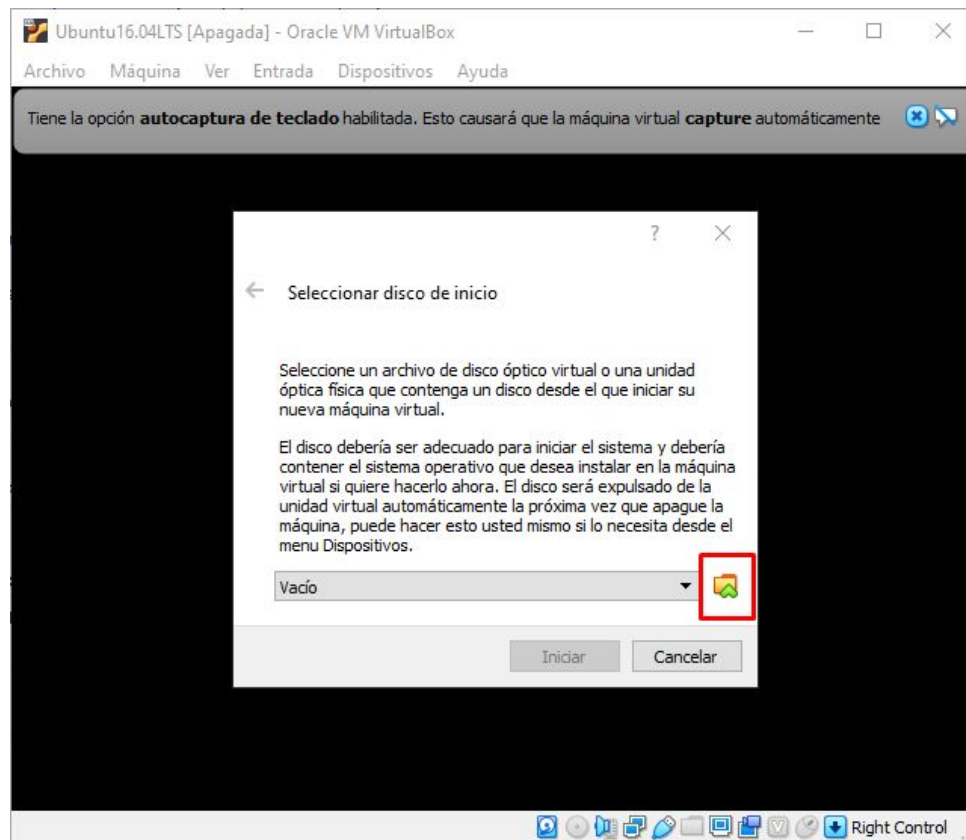 Ubuntu16.04LTS [Apagada] - Oracle VM VirtualBox
Archivo Máquina Ver Entrada Dispositivos Ayuda
Tiene la opción autocaptura de teclado habilitada. Esto causará que la máquina virtual capture automáticamente
?
Seleccionar disco de inicio
Seleccione un archivo de disco óptico virtual o una unidad
óptica física que contenga un disco desde el que iniciar su
nueva máquina virtual.
El disco debería ser adecuado para iniciar el sistema y debería
contener el sistema operativo que desea instalar en la máquina
virtual si quiere hacerlo ahora. El disco será expulsado de la
unidad virtual automáticamente la próxima vez que apague la
máquina, puede hacer esto usted mismo si lo necesita desde el
menu Dispositivos.
Vacío
Iniciar Cancelar
Right Control